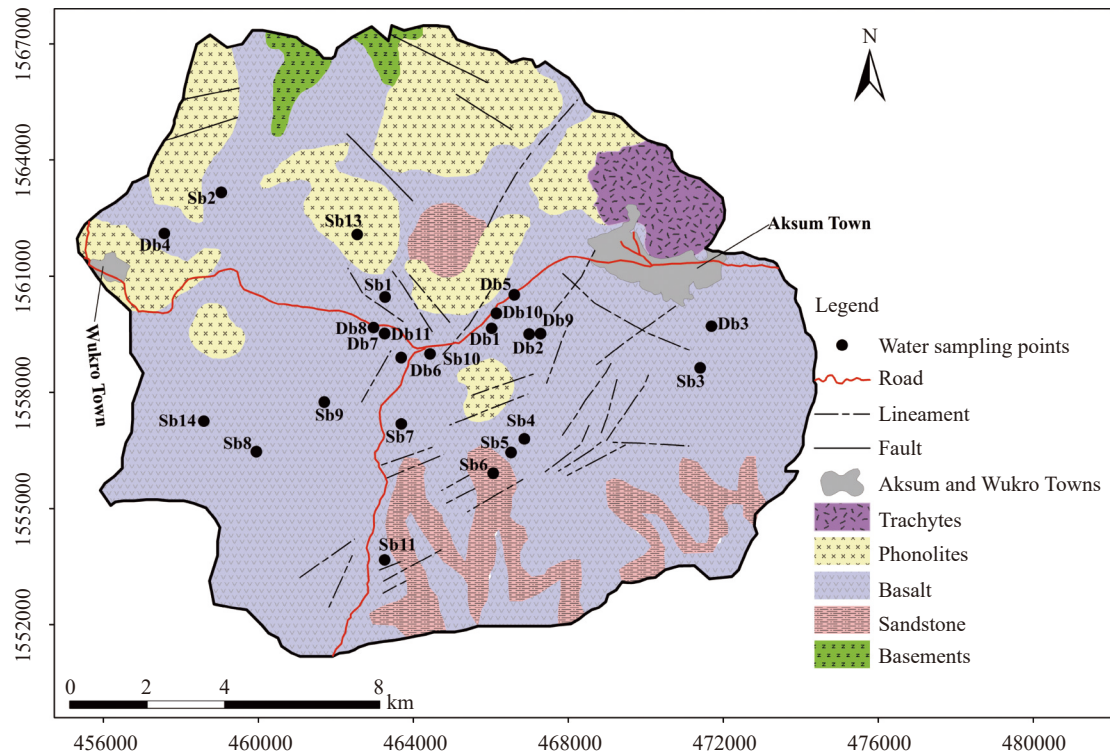 1567000
1564000
1561000
1558000
1555000
1552000
N
Sb2
Db4
Sb13
Aksum Town
Sb1
Db5
Db10
Db8
Db11
Db7
Db1
Db9
Db2
Db3
Wukro Town
Sb10
Db6
Sb3
Sb9
Sb14
Sb7
Sb4
Sb8
Sb5
Sb6
Sb11
Legend
Water sampling points
Road
Lineament
Fault
Aksum and Wukro Towns
Trachytes
Phonolites
Basalt
Sandstone
Basements
0 2 4 8
km
456000 460000 464000 468000 472000 476000 480000